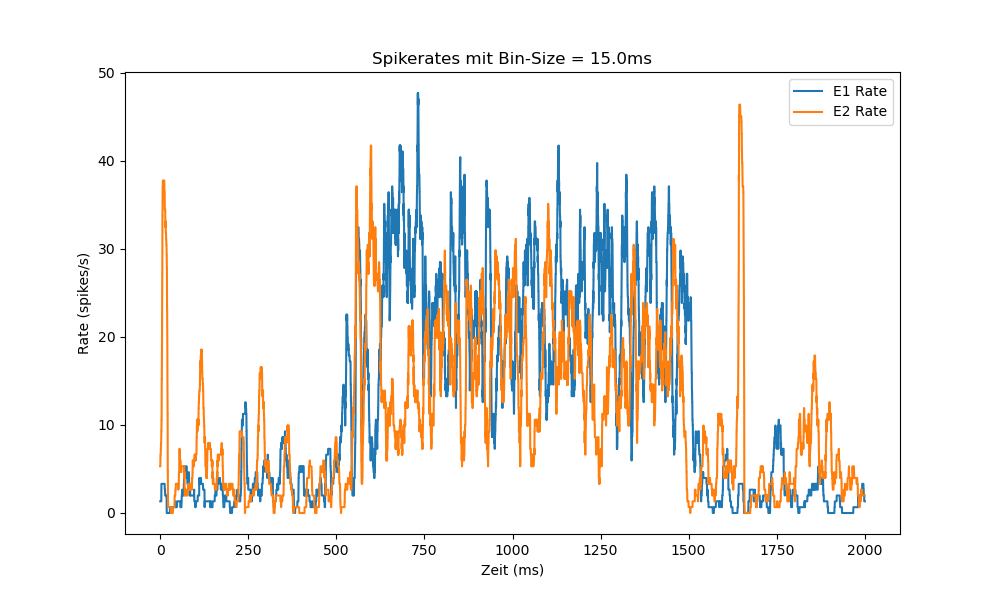 Spikerates mit Bin-Size = 15.0ms
E1 Rate
E2 Rate
Rate (spikes/s)
50
40
30
20
10
0
0 250 500 750 1000 1250 1500 1750 2000
Zeit (ms)